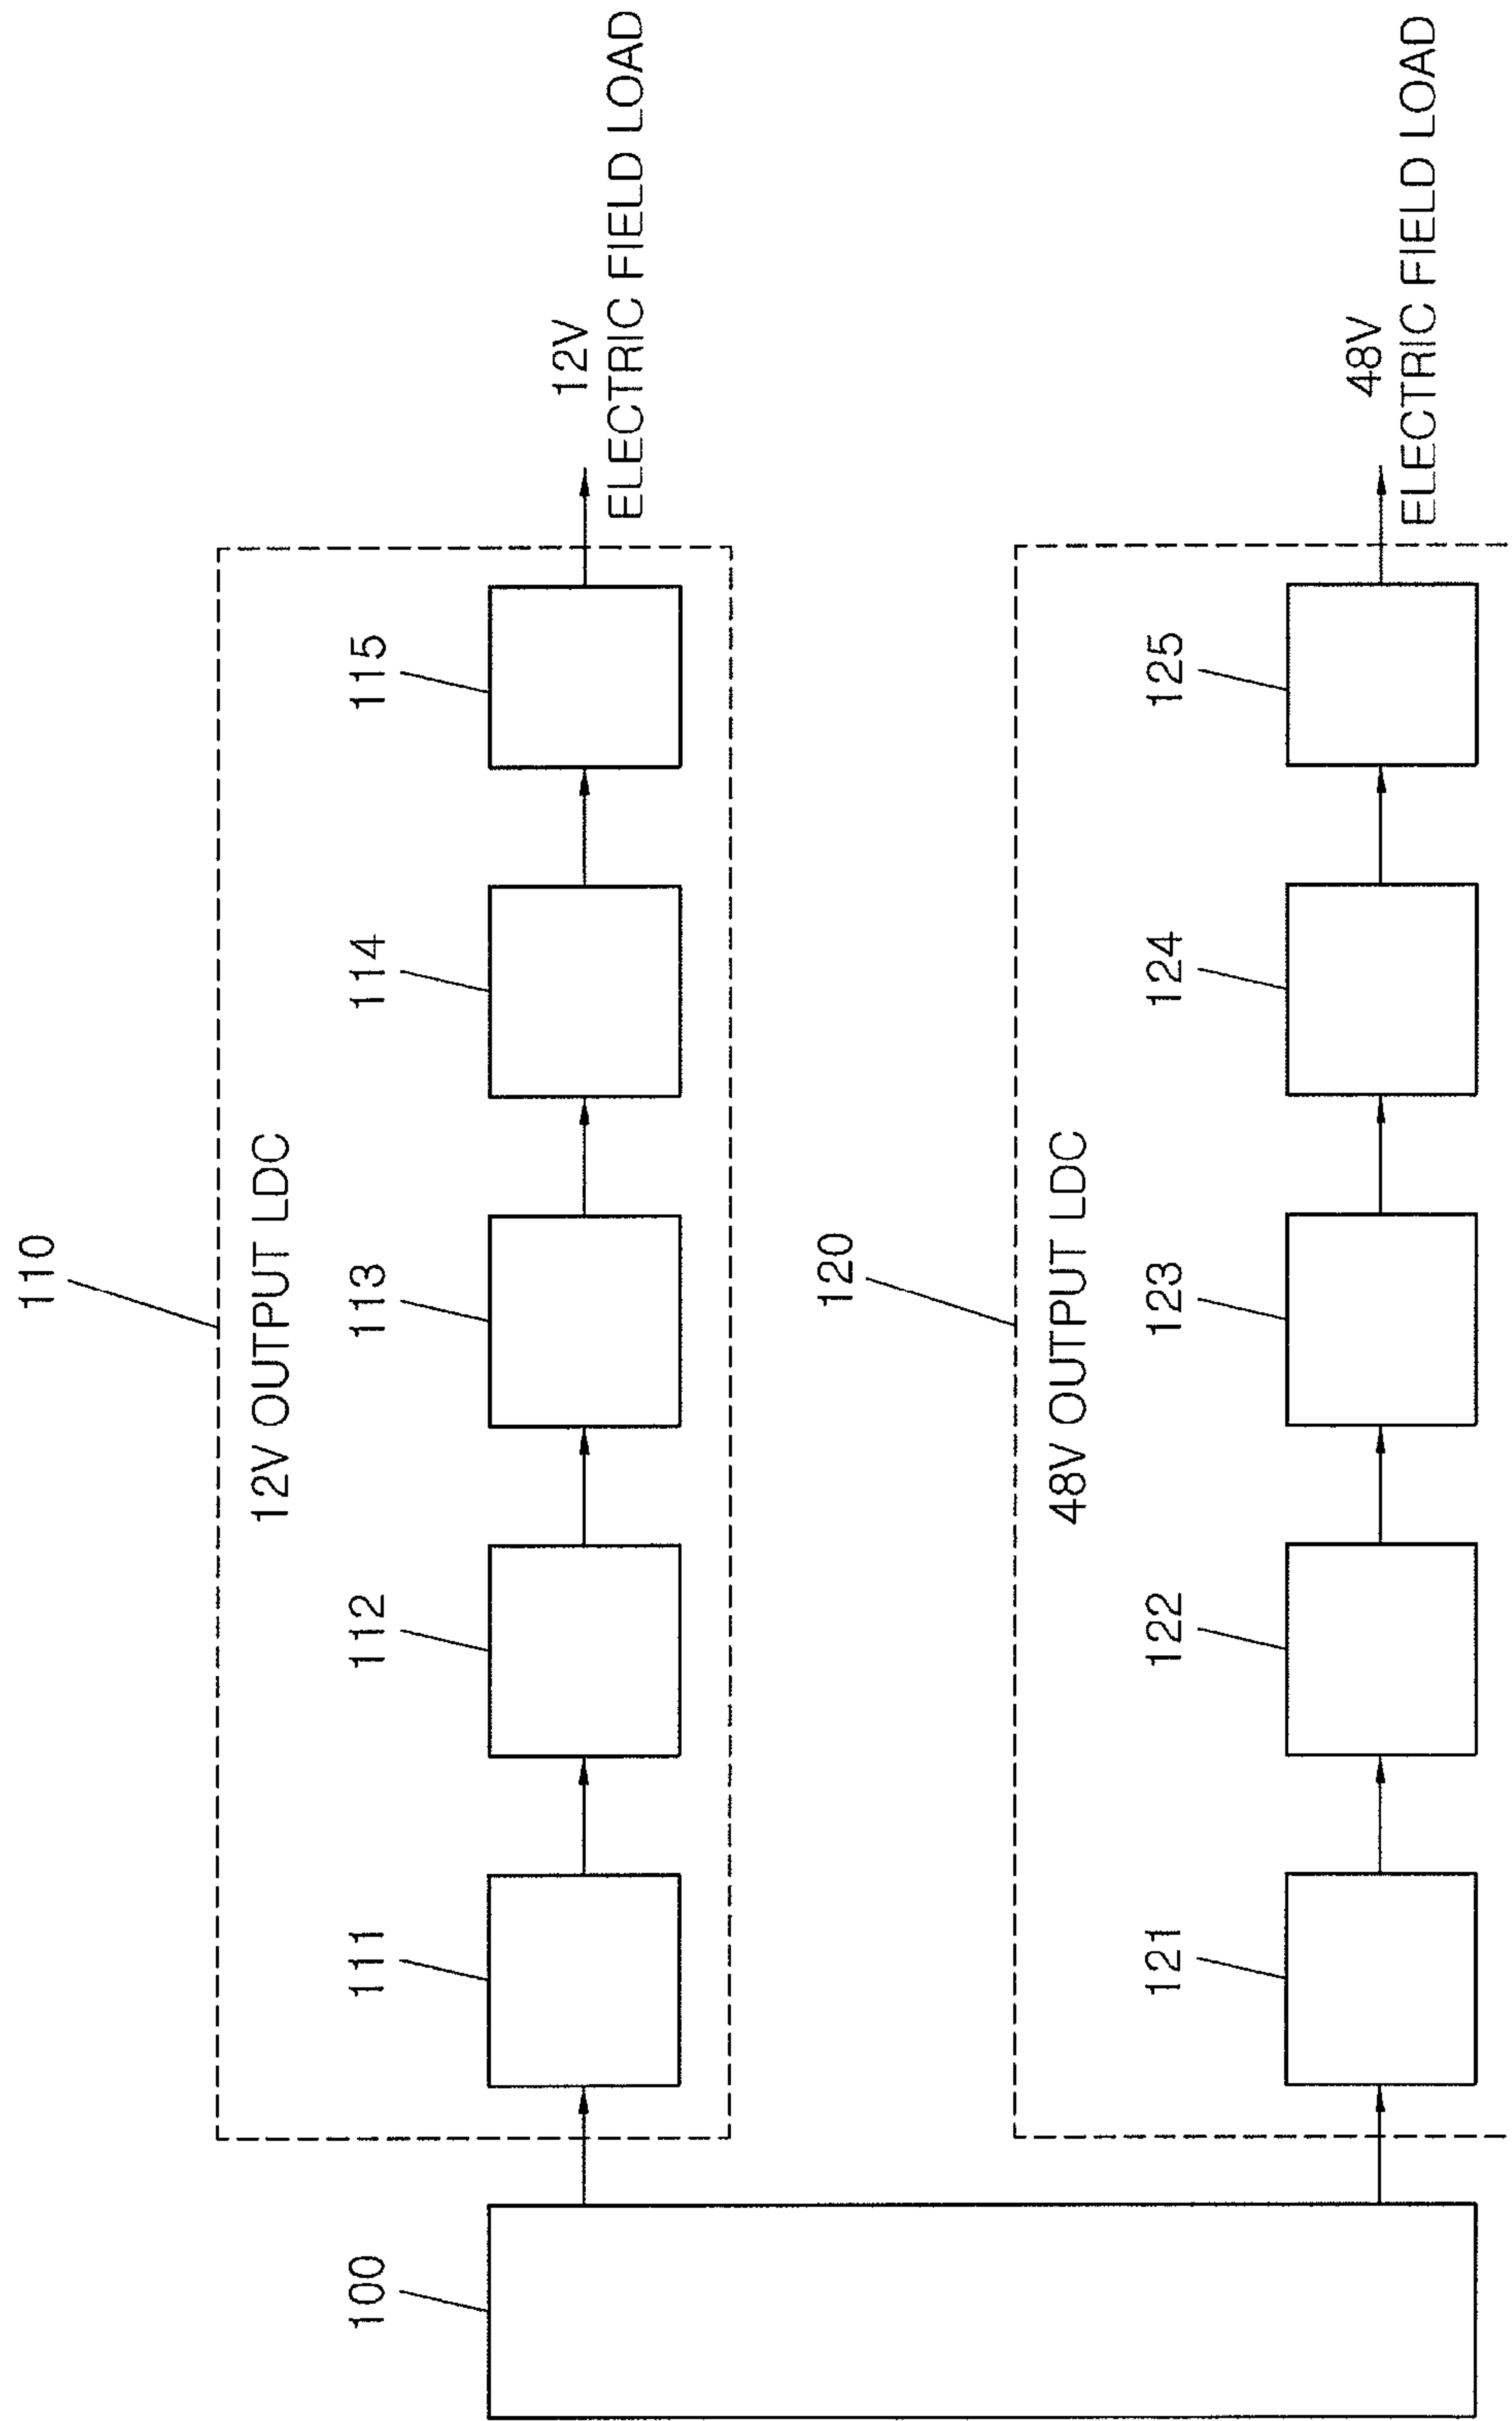 110
12V OUTPUT LDC
100
111
112
113
114
115
12V
ELECTRIC FIELD LOAD
120
48V OUTPUT LDC
121
122
123
124
125
48V
ELECTRIC FIELD LOAD